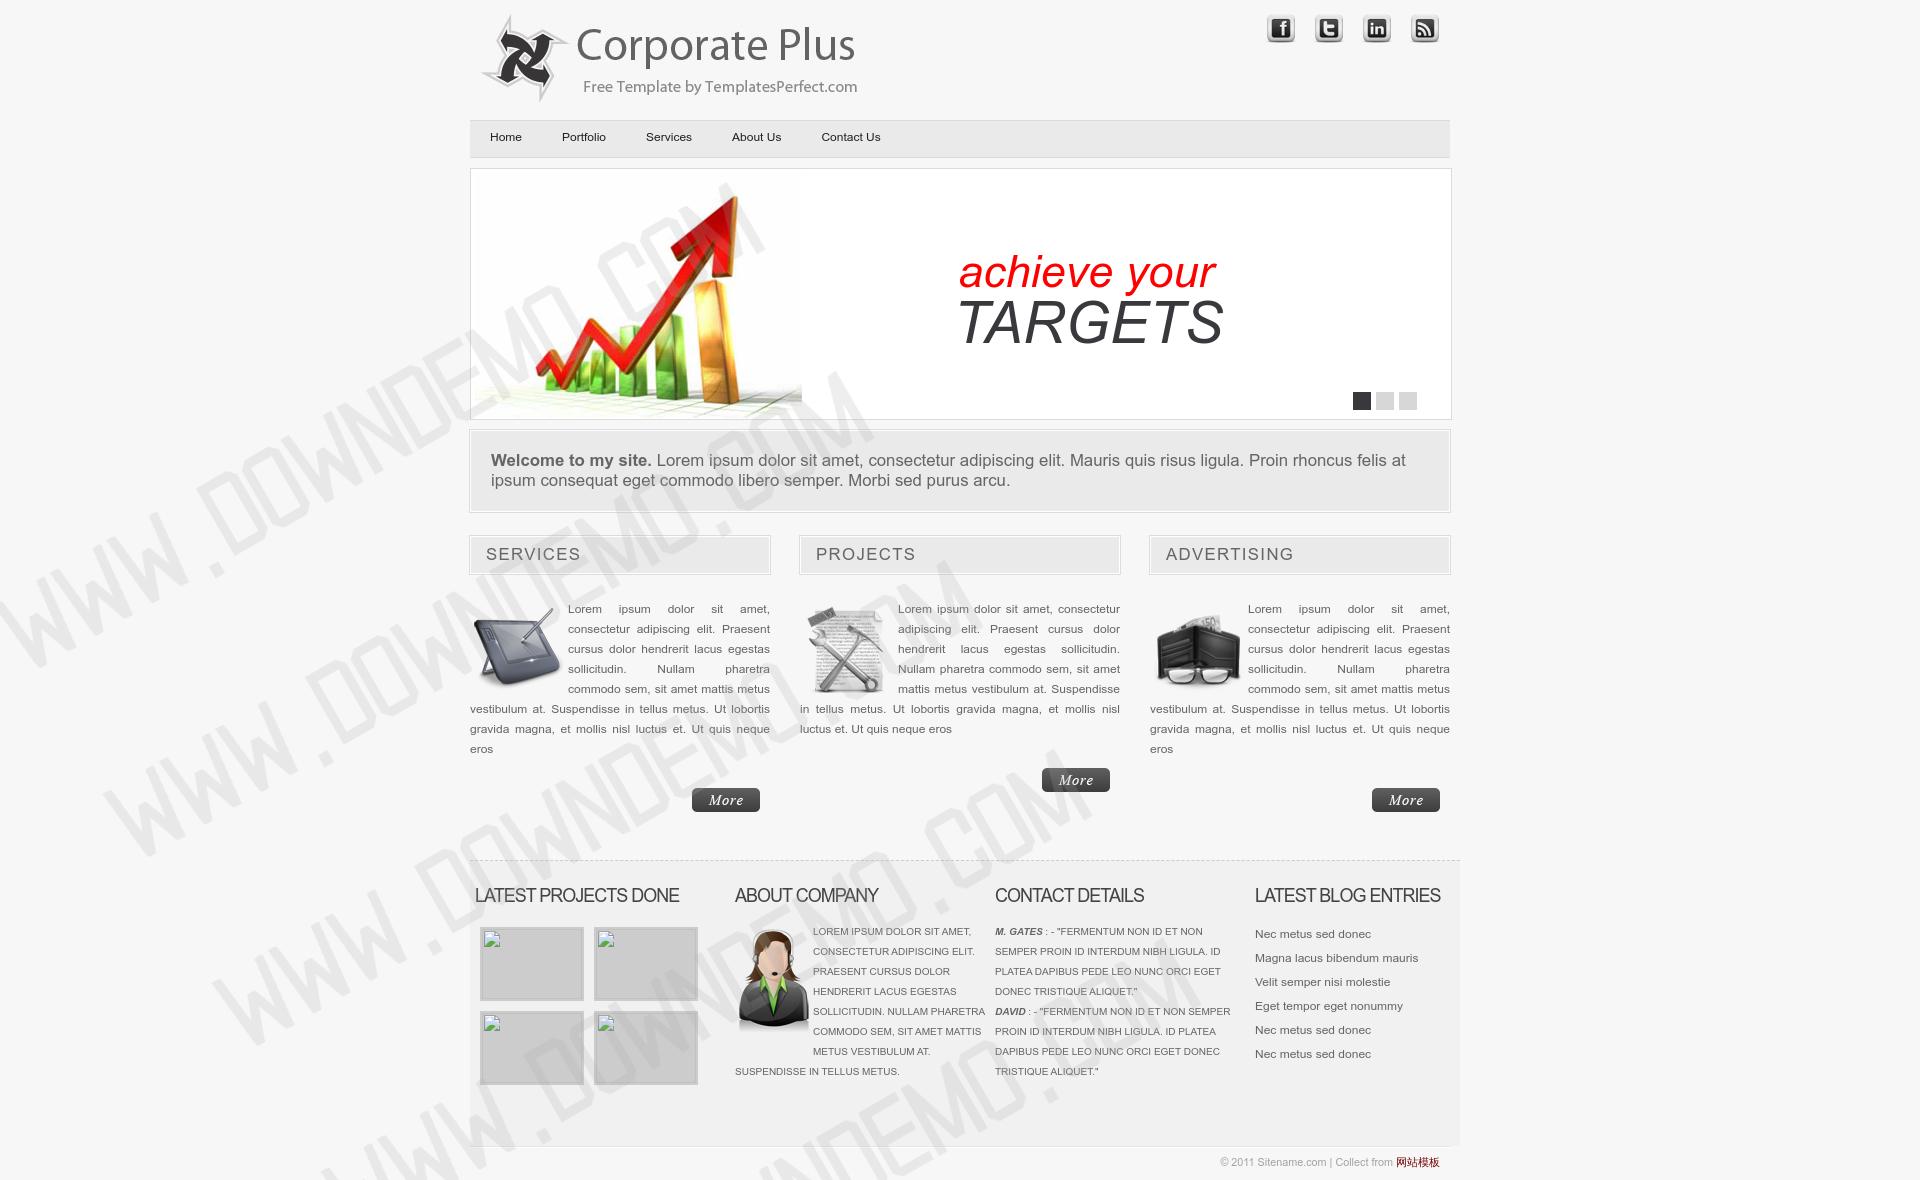 Corporate Plus
Free Template by TemplatesPerfect.com
Home
Portfolio
Services
About Us
Contact Us
achieve your
TARGETS
Welcome to my site. Lorem ipsum dolor sit amet, consectetur adipiscing elit. Mauris quis risus ligula. Proin rhoncus felis at
ipsum consequat eget commodo libero semper. Morbi sed purus arcu.
SERVICES
Lorem ipsum dolor sit amet,
consectetur adipiscing elit. Praesent
cursus dolor hendrerit lacus egestas
sollicitudin. Nullam pharetra
commodo sem, sit amet mattis metus
vestibulum at. Suspendisse in tellus metus. Ut lobortis
gravida magna, et mollis nisl luctus et. Ut quis neque
eros
More
PROJECTS
Lorem ipsum dolor sit amet, consectetur
adipiscing elit. Praesent cursus dolor
hendrerit lacus egestas sollicitudin.
Nullam pharetra commodo sem, sit amet
mattis metus vestibulum at. Suspendisse
in tellus metus. Ut lobortis gravida magna, et mollis nisl
luctus et. Ut quis neque eros
More
ADVERTISING
Lorem ipsum dolor sit amet,
consectetur adipiscing elit. Praesent
cursus dolor hendrerit lacus egestas
sollicitudin. Nullam pharetra
commodo sem, sit amet mattis metus
vestibulum at. Suspendisse in tellus metus. Ut lobortis
gravida magna, et mollis nisl luctus et. Ut quis neque
eros
More
LATEST PROJECTS DONE
ABOUT COMPANY
LOREM IPSUM DOLOR SIT AMET,
CONSECTETUR ADIPISCING ELIT.
PRAESENT CURSUS DOLOR
HENDRERIT LACUS EGESTAS
SOLLICITUDIN. NULLAM PHARETRA
COMMODO SEM, SIT AMET MATTIS
METUS VESTIBULUM AT.
SUSPENDISSE IN TELLUS METUS.
CONTACT DETAILS
M. GATES : - "FERMENTUM NON ID ET NON
SEMPER PROIN ID INTERDUM NIBH LIGULA. ID
PLATEA DAPIBUS PEDE LEO NUNC ORCI EGET
DONEC TRISTIQUE ALIQUET."
DAVID : - "FERMENTUM NON ID ET NON SEMPER
PROIN ID INTERDUM NIBH LIGULA. ID PLATEA
DAPIBUS PEDE LEO NUNC ORCI EGET DONEC
TRISTIQUE ALIQUET."
LATEST BLOG ENTRIES
Nec metus sed donec
Magna lacus bibendum mauris
Velit semper nisi molestie
Eget tempor eget nonummy
Nec metus sed donec
Nec metus sed donec
© 2011 Sitename.com | Collect from 网站模板
WWW.DOWNDEMO.COM
WWW.DOWNDEMO.COM
WWW.DOWNDEMO.COM
WWW.DOWNDEMO.COM